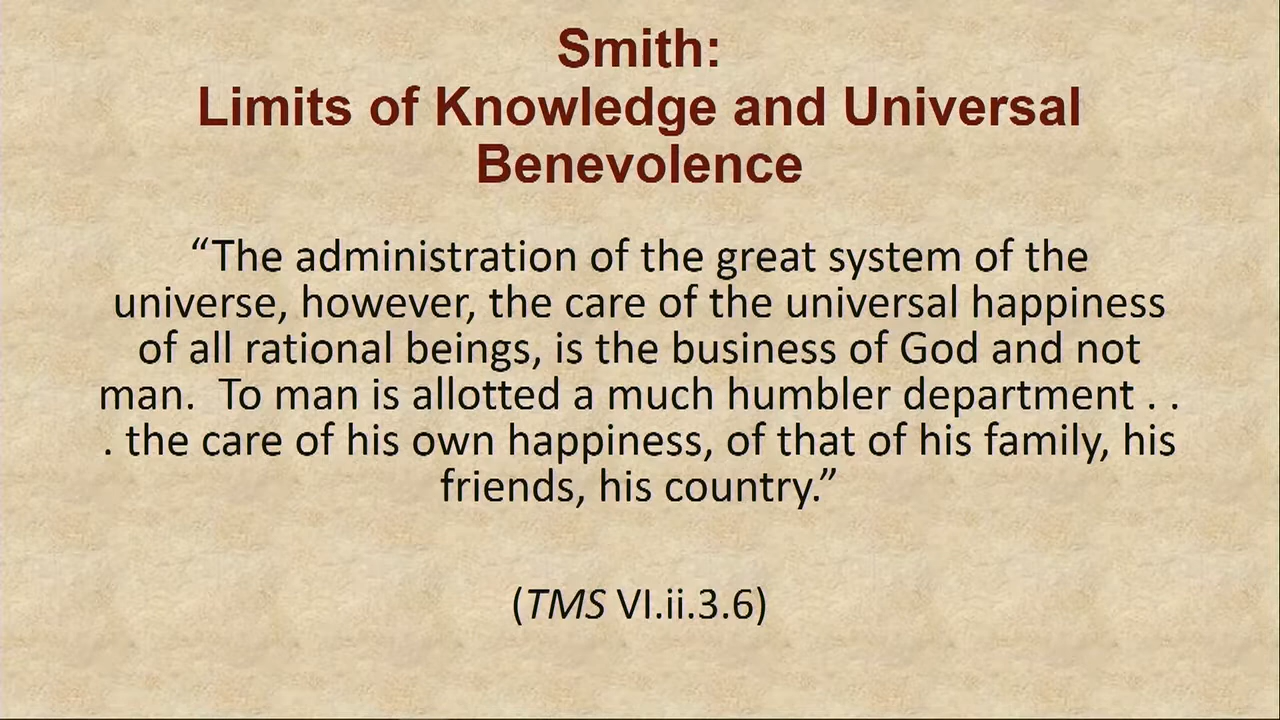 Smith:
Limits of Knowledge and Universal
Benevolence
“The administration of the great system of the
universe, however, the care of the universal happiness
of all rational beings, is the business of God and not
man.  To man is allotted a much humbler department . .
. the care of his own happiness, of that of his family, his
friends, his country.”
(TMS VI.ii.3.6)